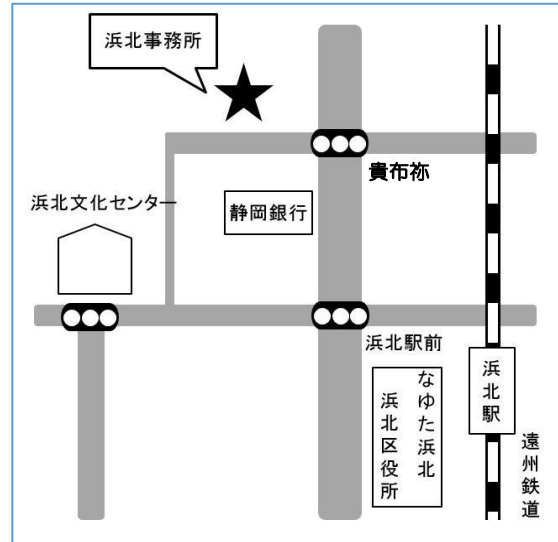 浜北事務所
貴布祢
浜北文化センター
静岡銀行
浜北駅前
なゆた浜北
浜北区役所
浜北駅
遠州鉄道